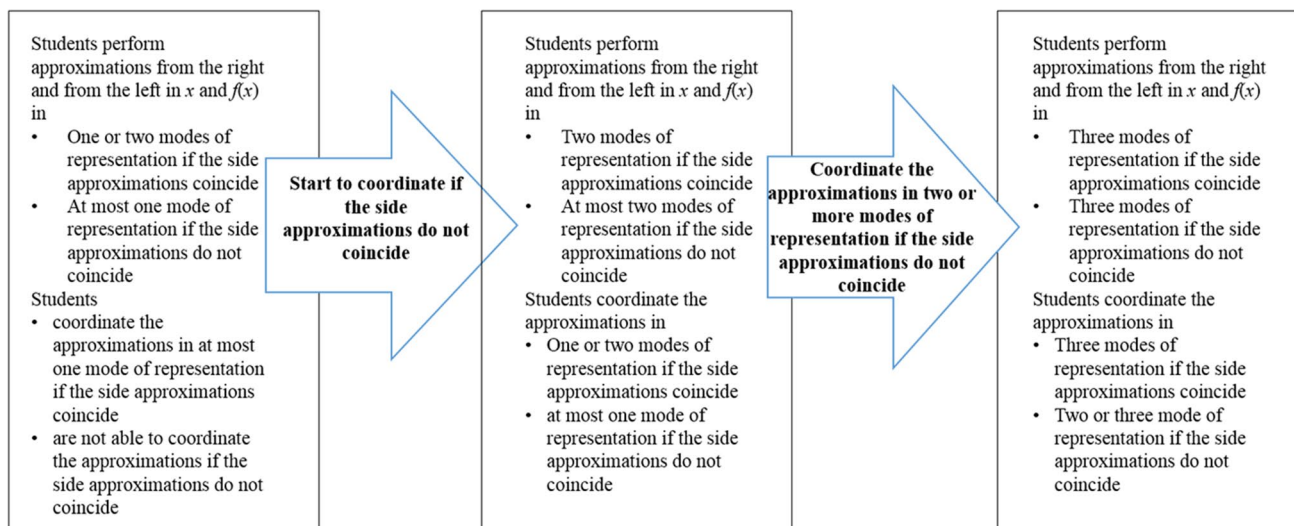 Students perform
approximations from the right
and from the left in x and f(x)
in
• One or two modes of
representation if the side
approximations coincide
• At most one mode of
representation if the side
approximations do not
coincide
Students
• coordinate the
approximations in at most
one mode of representation
if the side approximations
coincide
• are not able to coordinate
the approximations if the
side approximations do not
coincide
Start to coordinate if
the side
approximations do not
coincide
Students perform
approximations from the right
and from the left in x and f(x)
in
• Two modes of
representation if the side
approximations coincide
• At most two modes of
representation if the side
approximations do not
coincide
Students coordinate the
approximations in
• One or two modes of
representation if the side
approximations coincide
• at most one mode of
representation if the side
approximations do not
coincide
Coordinate the
approximations in two or
more modes of
representation if the side
approximations do not
coincide
Students perform
approximations from the right
and from the left in x and f(x)
in
• Three modes of
representation if the side
approximations coincide
• Three modes of
representation if the side
approximations do not
coincide
Students coordinate the
approximations in
• Three modes of
representation if the side
approximations coincide
• Two or three mode of
representation if the side
approximations do not
coincide